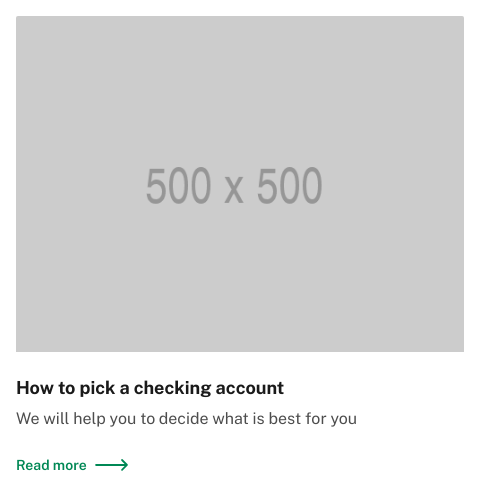 500 x 500
How to pick a checking account
We will help you to decide what is best for you
Read more